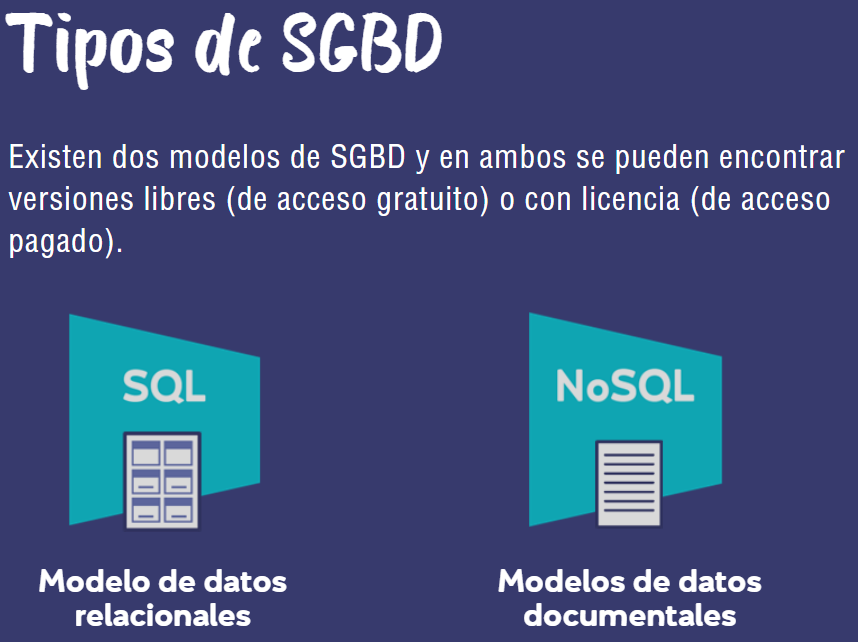 Tipos de SGBD
Existen dos modelos de SGBD y en ambos se pueden encontrar
versiones libres (de acceso gratuito) o con licencia (de acceso
pagado).
SQL
NoSQL
Modelo de datos
relacionales
Modelos de datos
documentales